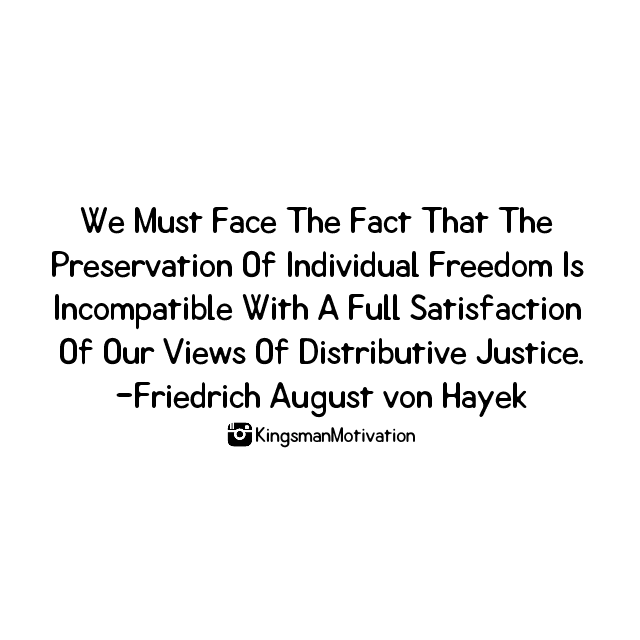 We Must Face The Fact That The
Preservation Of Individual Freedom Is
Incompatible With A Full Satisfaction
Of Our Views Of Distributive Justice.
-Friedrich August von Hayek
KingsmanMotivation